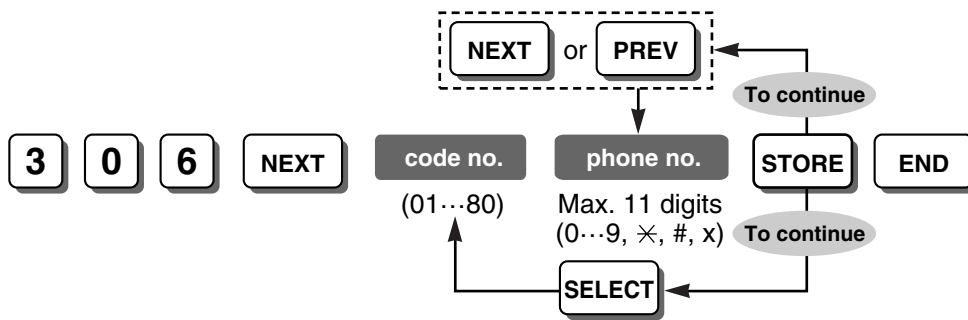 NEXT or PREV
To continue
3 0 6 NEXT code no. phone no. STORE END
(01···80) Max. 11 digits
(0···9, ✕, #, x) To continue
SELECT